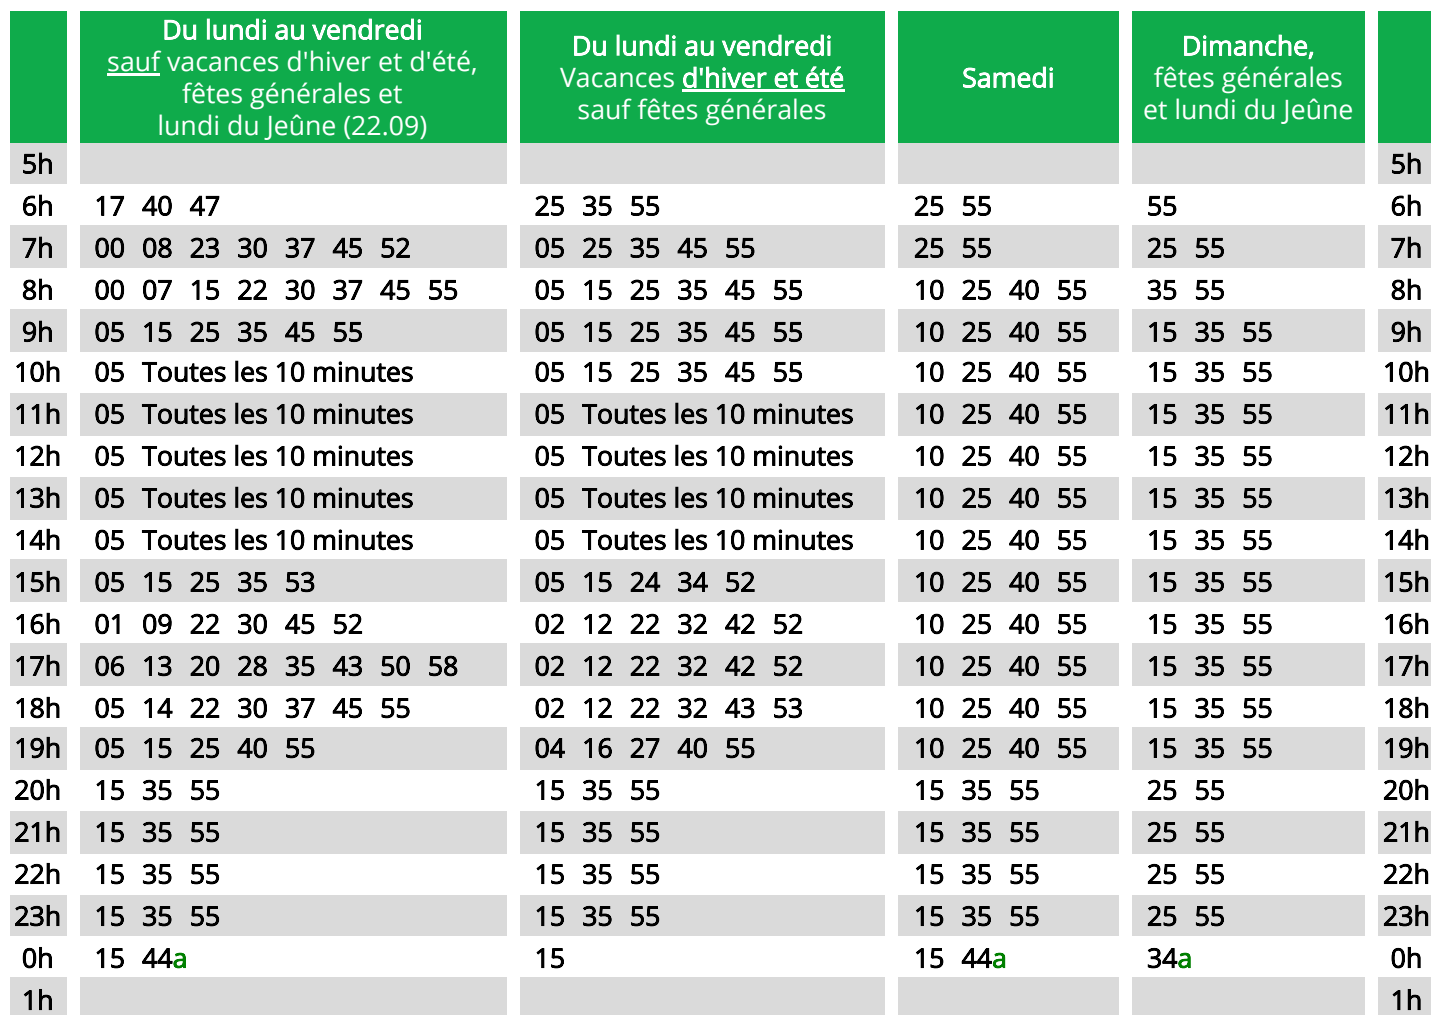 Du lundi au vendredi
sauf vacances d'hiver et d'été,
fêtes générales et
lundi du Jeûne (22.09)
Du lundi au vendredi
Vacances d'hiver et été
sauf fêtes générales
Samedi
Dimanche,
fêtes générales
et lundi du Jeûne
5h 5h
6h 17 40 47 25 35 55 25 55 55 6h
7h 00 08 23 30 37 45 52 05 25 35 45 55 25 55 25 55 7h
8h 00 07 15 22 30 37 45 55 05 15 25 35 45 55 10 25 40 55 35 55 8h
9h 05 15 25 35 45 55 05 15 25 35 45 55 10 25 40 55 15 35 55 9h
10h 05 Toutes les 10 minutes 05 15 25 35 45 55 10 25 40 55 15 35 55 10h
11h 05 Toutes les 10 minutes 05 Toutes les 10 minutes 10 25 40 55 15 35 55 11h
12h 05 Toutes les 10 minutes 05 Toutes les 10 minutes 10 25 40 55 15 35 55 12h
13h 05 Toutes les 10 minutes 05 Toutes les 10 minutes 10 25 40 55 15 35 55 13h
14h 05 Toutes les 10 minutes 05 Toutes les 10 minutes 10 25 40 55 15 35 55 14h
15h 05 15 25 35 53 05 15 24 34 52 10 25 40 55 15 35 55 15h
16h 01 09 22 30 45 52 02 12 22 32 42 52 10 25 40 55 15 35 55 16h
17h 06 13 20 28 35 43 50 58 02 12 22 32 42 52 10 25 40 55 15 35 55 17h
18h 05 14 22 30 37 45 55 02 12 22 32 43 53 10 25 40 55 15 35 55 18h
19h 05 15 25 40 55 04 16 27 40 55 10 25 40 55 15 35 55 19h
20h 15 35 55 15 35 55 15 35 55 25 55 20h
21h 15 35 55 15 35 55 15 35 55 25 55 21h
22h 15 35 55 15 35 55 15 35 55 25 55 22h
23h 15 35 55 15 35 55 15 35 55 25 55 23h
0h 15 44a 15 15 44a 34a 0h
1h 1h